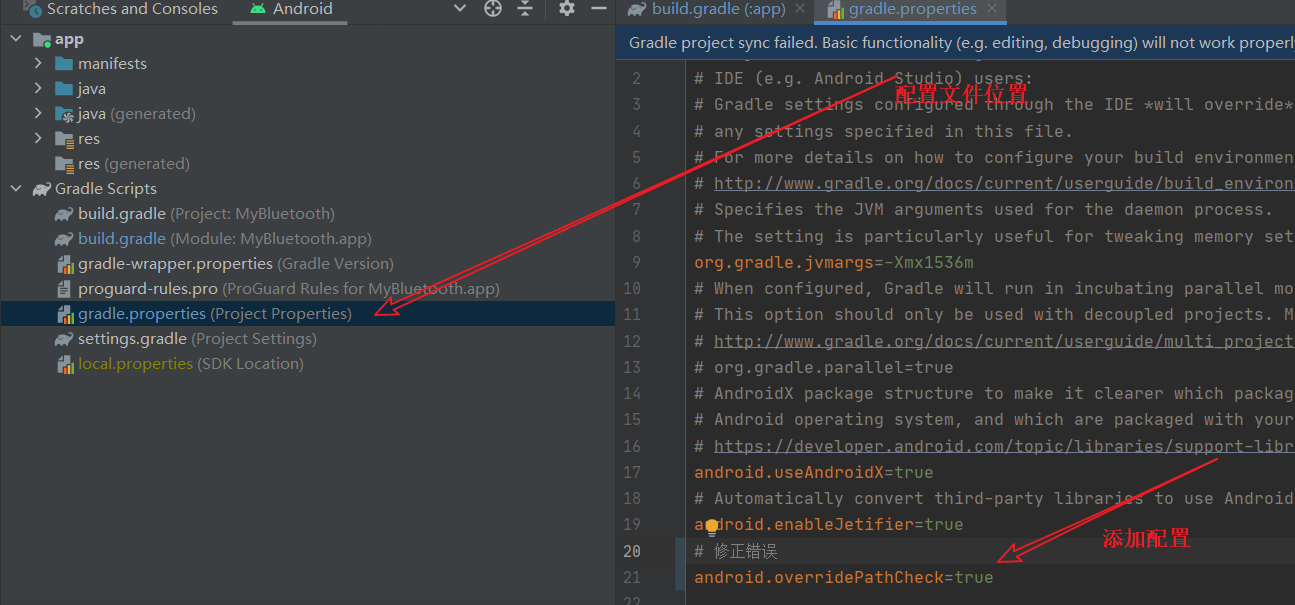 Scratches and Consoles
Android
app
manifests
java
java (generated)
res
res (generated)
Gradle Scripts
build.gradle (Project: MyBluetooth)
build.gradle (Module: MyBluetooth.app)
gradle-wrapper.properties (Gradle Version)
proguard-rules.pro (ProGuard Rules for MyBluetooth.app)
gradle.properties (Project Properties)
settings.gradle (Project Settings)
local.properties (SDK Location)
build.gradle (:app)
gradle.properties
Gradle project sync failed. Basic functionality (e.g. editing, debugging) will not work properl
2 # IDE (e.g. Android Studio) users:
配置文件位置
3 # Gradle settings configured through the IDE *will override*
4 # any settings specified in this file.
5 # For more details on how to configure your build environmen
6 # http://www.gradle.org/docs/current/userguide/build_environ
7 # Specifies the JVM arguments used for the daemon process.
8 # The setting is particularly useful for tweaking memory set
9 org.gradle.jvmargs=-Xmx1536m
10 # When configured, Gradle will run in incubating parallel mo
11 # This option should only be used with decoupled projects. M
12 # http://www.gradle.org/docs/current/userguide/multi_project
13 # org.gradle.parallel=true
14 # AndroidX package structure to make it clearer which packag
15 # Android operating system, and which are packaged with your
16 # https://developer.android.com/topic/libraries/support-libr
17 android.useAndroidX=true
18 # Automatically convert third-party libraries to use Android
19 android.enableJetifier=true
添加配置
20 # 修正错误
21 android.overridePathCheck=true
22